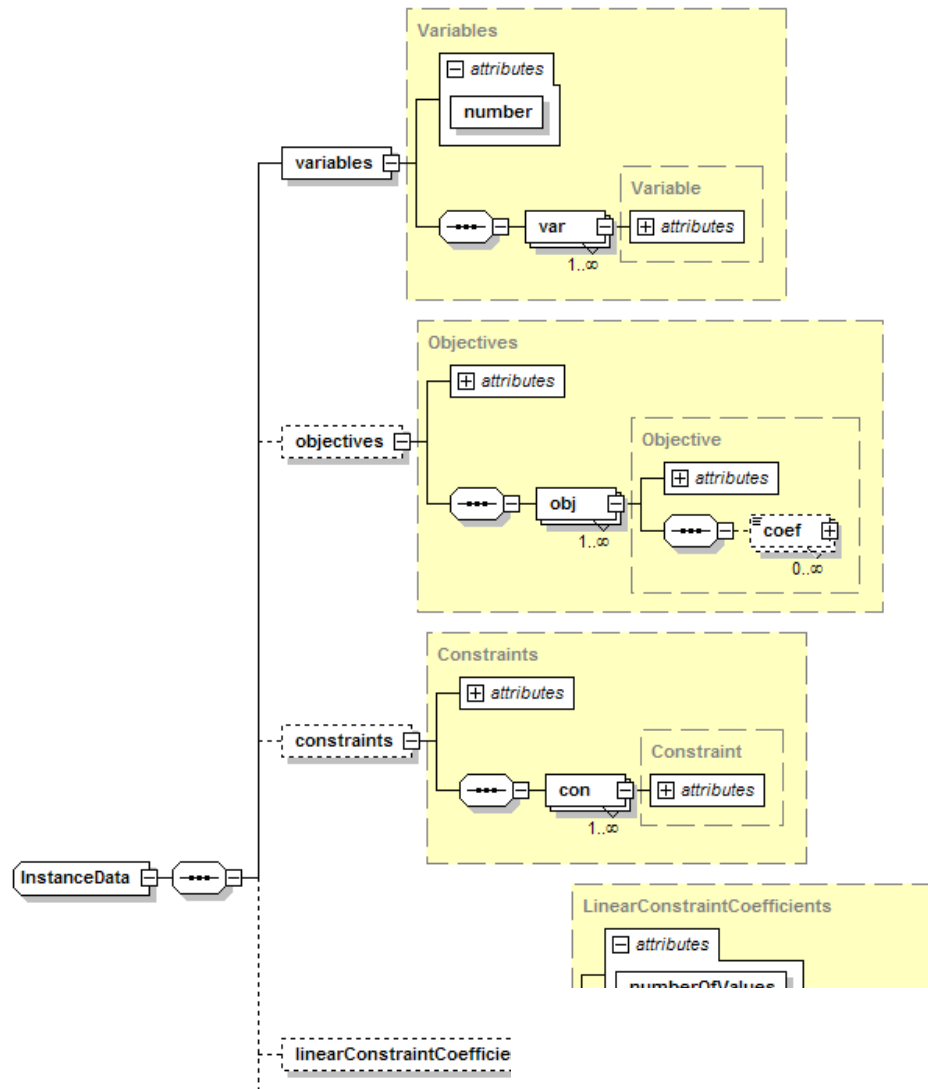 Variables
attributes
number
variables
Variable
var
attributes
1..∞
Objectives
attributes
objectives
Objective
attributes
obj
coef
1..∞
0..∞
Constraints
attributes
constraints
Constraint
con
attributes
1..∞
InstanceData
LinearConstraintCoefficients
attributes
numberOfValues
linearConstraintCoefficie